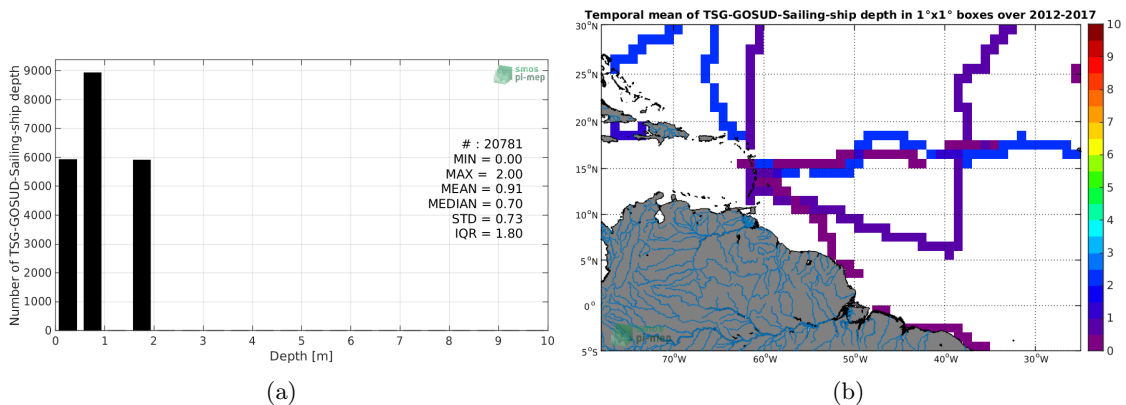 Number of TSG-GOSUD-Sailing-ship depth
9000
8000
7000
6000
5000
4000
3000
2000
1000
0
0 1 2 3 4 5 6 7 8 9 10
Depth [m]
smos
pi-mep
# : 20781
MIN = 0.00
MAX = 2.00
MEAN = 0.91
MEDIAN = 0.70
STD = 0.73
IQR = 1.80
(a)
Temporal mean of TSG-GOSUD-Sailing-ship depth in 1°x1° boxes over 2012-2017
30°N
25°N
20°N
15°N
10°N
5°N
0°
5°S
70°W 60°W 50°W 40°W 30°W
smos
pi-mep
10
9
8
7
6
5
4
3
2
1
0
(b)